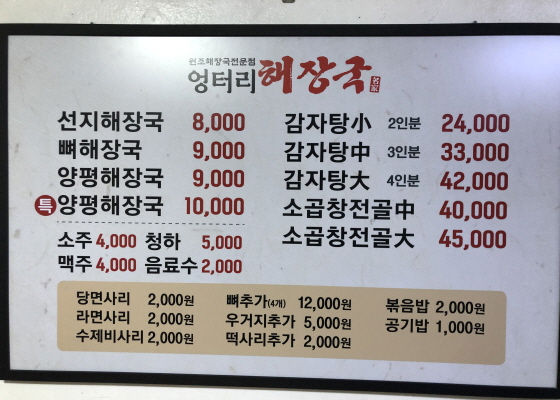 원조해장국전문점
엉터리해장국 名家
선지해장국 8,000
뼈해장국 9,000
양평해장국 9,000
특 양평해장국 10,000
소주 4,000 청하 5,000
맥주 4,000 음료수 2,000
감자탕小 2인분 24,000
감자탕中 3인분 33,000
감자탕大 4인분 42,000
소곱창전골中 40,000
소곱창전골大 45,000
당면사리 2,000원
라면사리 2,000원
수제비사리 2,000원
뼈추가(4개) 12,000원
우거지추가 5,000원
떡사리추가 2,000원
볶음밥 2,000원
공기밥 1,000원